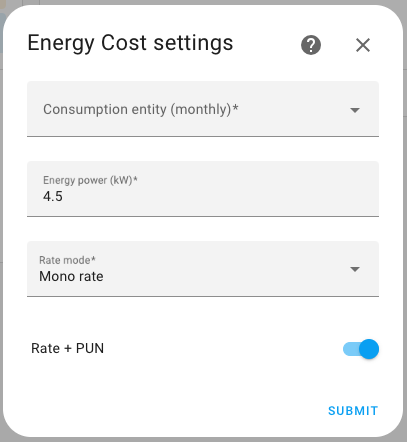 Energy Cost settings
Consumption entity (monthly)*
Energy power (kW)*
4.5
Rate mode*
Mono rate
Rate + PUN
SUBMIT